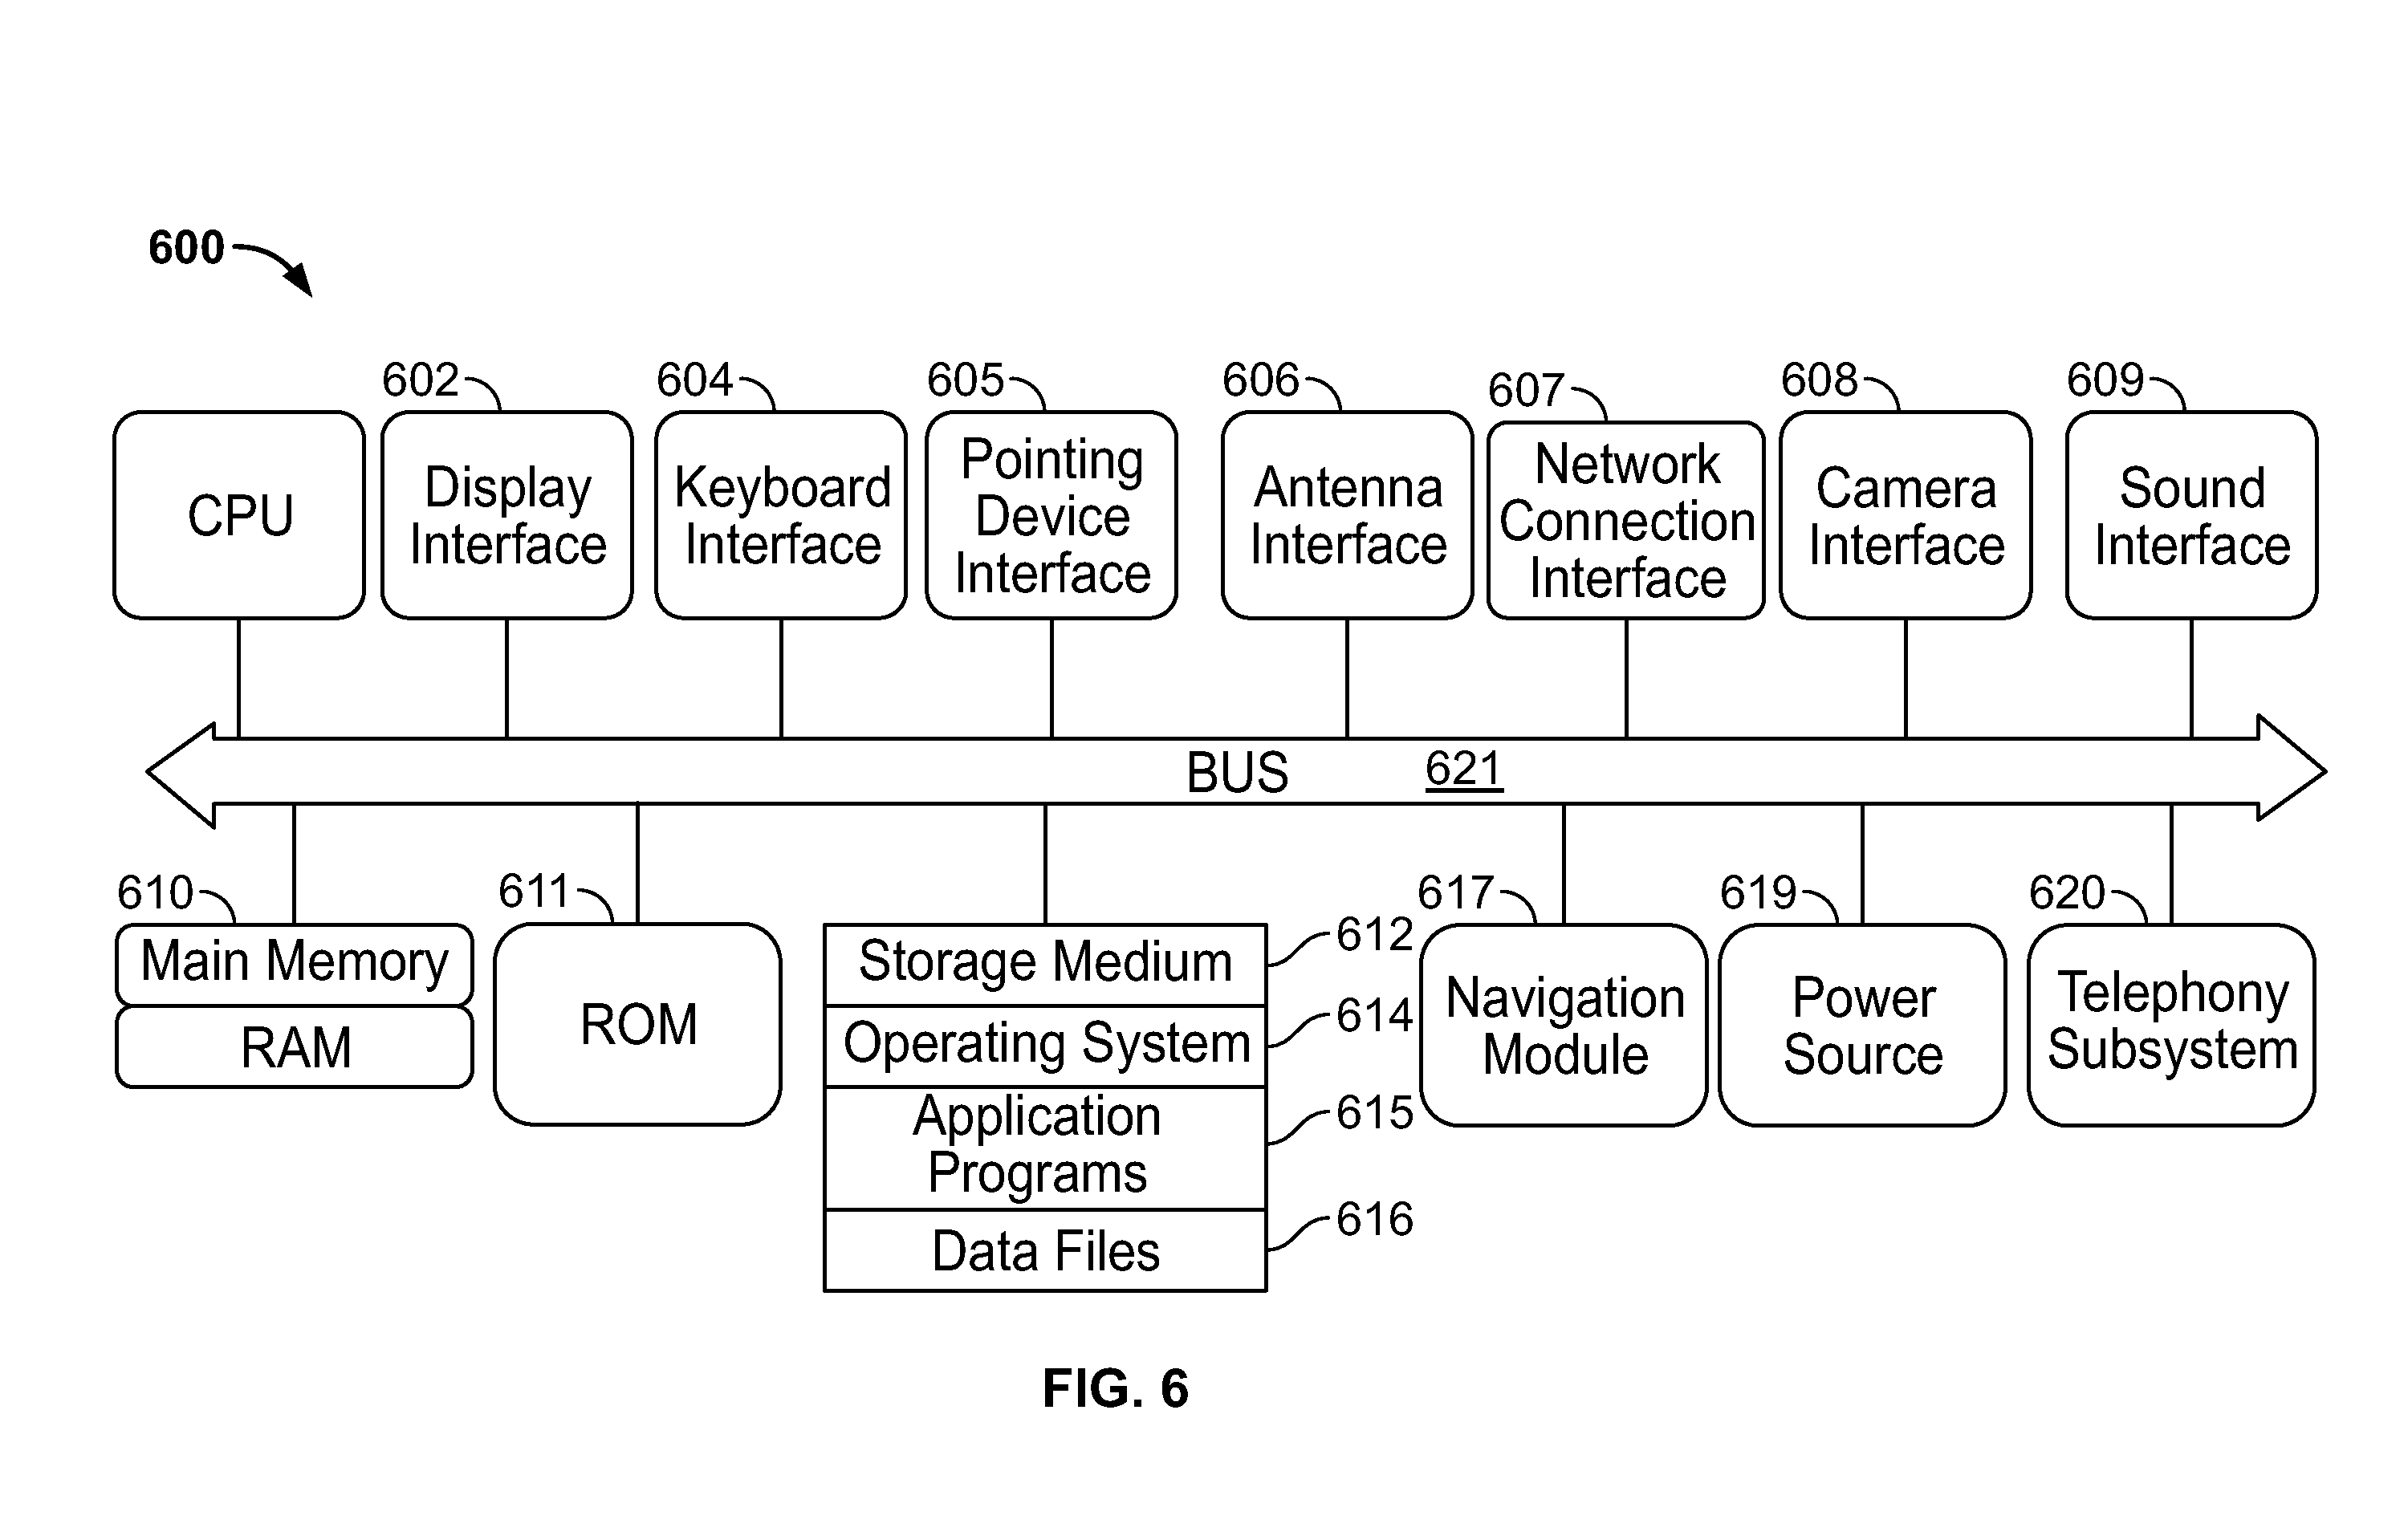 600
602
604
605
606
607
608
609
CPU
Display
Interface
Keyboard
Interface
Pointing
Device
Interface
Antenna
Interface
Network
Connection
Interface
Camera
Interface
Sound
Interface
BUS 621
610
611
Main Memory
RAM
ROM
Storage Medium
612
Operating System
614
Application
Programs
615
Data Files
616
617
Navigation
Module
619
Power
Source
620
Telephony
Subsystem
FIG. 6